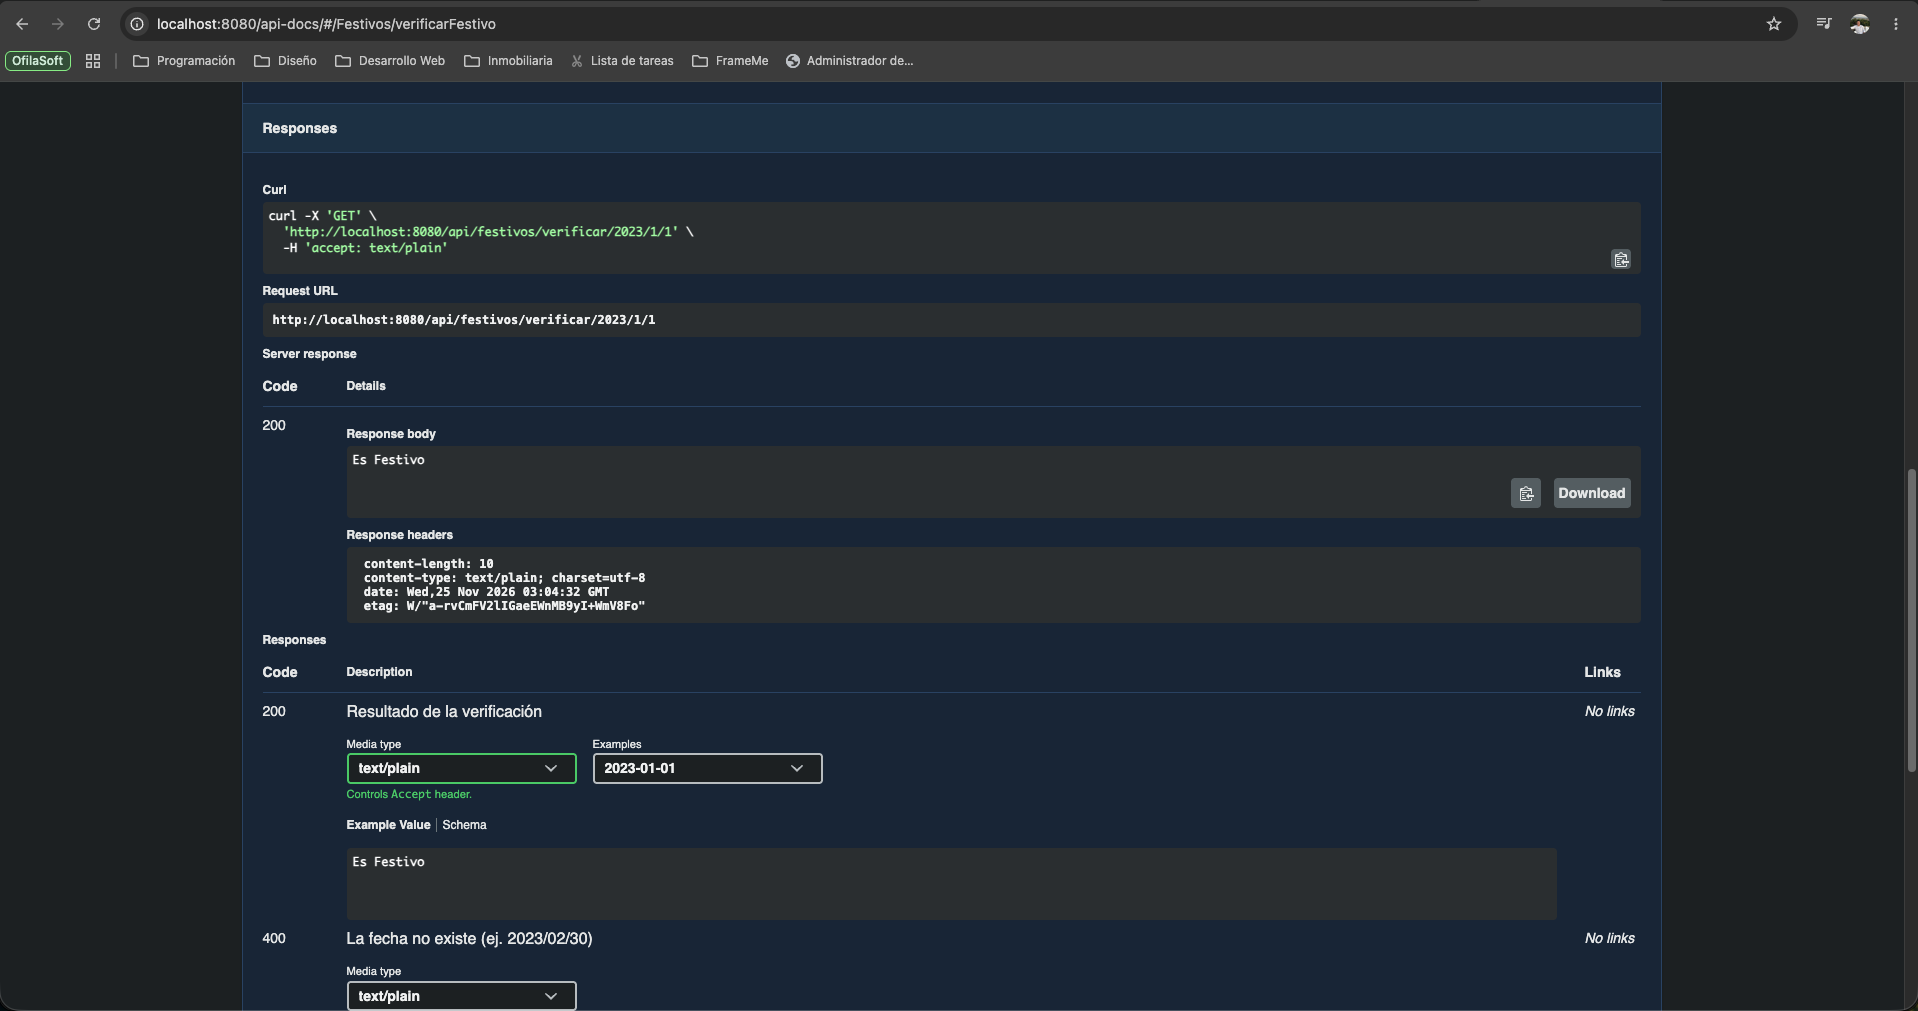 localhost:8080/api-docs/#/Festivos/verificarFestivo
OfilaSoft
Programación
Diseño
Desarrollo Web
Inmobiliaria
Lista de tareas
FrameMe
Administrador de...
Responses
Curl
curl -X 'GET' \
'http://localhost:8080/api/festivos/verificar/2023/1/1' \
-H 'accept: text/plain'
Request URL
http://localhost:8080/api/festivos/verificar/2023/1/1
Server response
Code Details
200
Response body
Es Festivo
Download
Response headers
content-length: 10
content-type: text/plain; charset=utf-8
date: Wed,25 Nov 2026 03:04:32 GMT
etag: W/"a-rvCmFV2lIGaeEWnMB9yI+WmV8Fo"
Responses
Code Description Links
200 Resultado de la verificación No links
Media type Examples
text/plain 2023-01-01
Controls Accept header.
Example Value | Schema
Es Festivo
400 La fecha no existe (ej. 2023/02/30) No links
Media type
text/plain